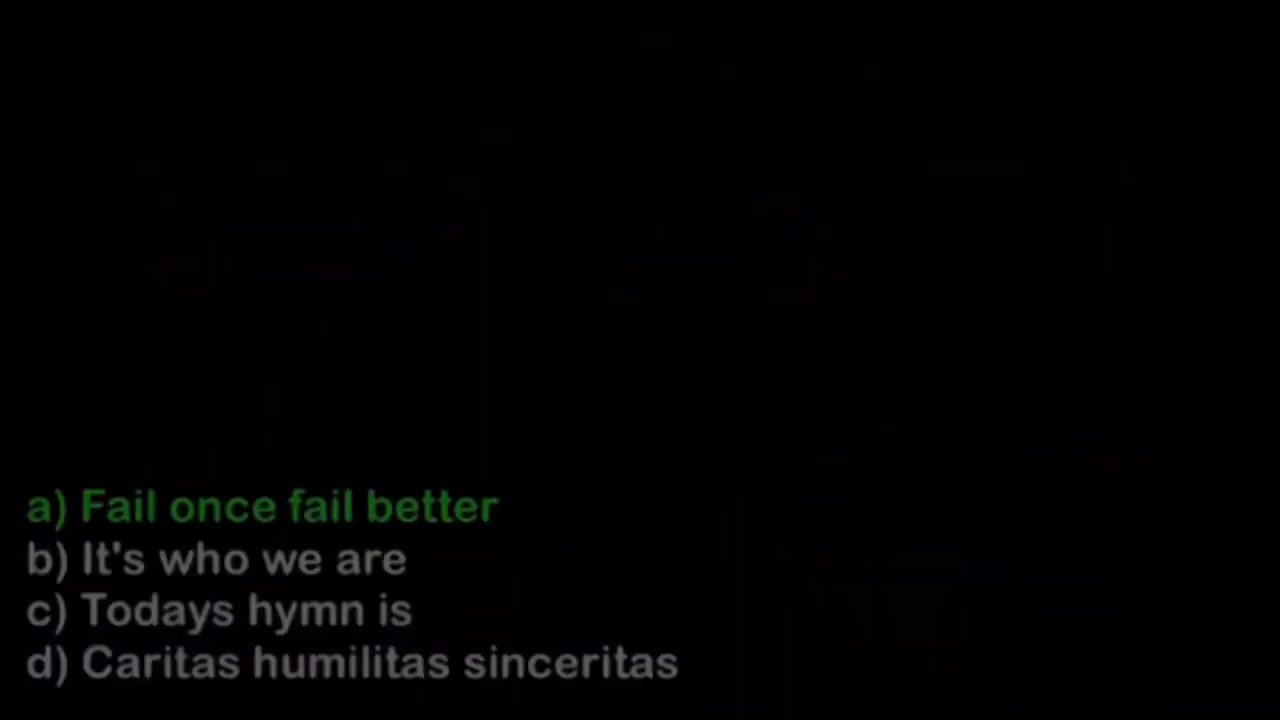 a) Fail once fail better
b) It's who we are
c) Todays hymn is
d) Caritas humilitas sinceritas